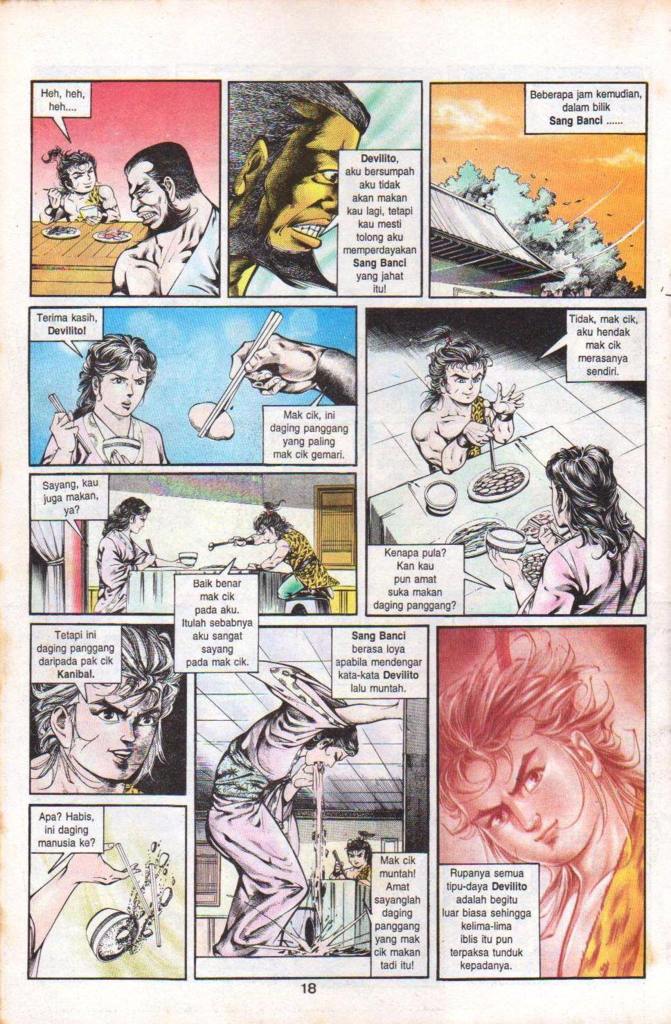 Heh, heh,
heh....
Devilito,
aku bersumpah
aku tidak
akan makan
kau lagi, tetapi
kau mesti
tolong aku
memperdayakan
Sang Banci
yang jahat
itu!
Beberapa jam kemudian,
dalam bilik
Sang Banci ......
Terima kasih,
Devilito!
Mak cik, ini
daging panggang
yang paling
mak cik gemari.
Tidak, mak cik,
aku hendak
mak cik
merasanya
sendiri.
Kenapa pula?
Kan kau
pun amat
suka makan
daging panggang?
Sayang, kau
juga makan,
ya?
Baik benar
mak cik
pada aku.
Itulah sebabnya
aku sangat
sayang
pada mak cik.
Tetapi ini
daging panggang
daripada pak cik
Kanibal.
Apa? Habis,
ini daging
manusia ke?
Sang Banci
berasa loya
apabila mendengar
kata-kata Devilito
lalu muntah.
Mak cik
muntah!
Amat
sayanglah
daging
panggang
yang mak
cik makan
tadi itu!
Rupanya semua
tipu-daya Devilito
adalah begitu
luar biasa sehingga
kelima-lima
iblis itu pun
terpaksa tunduk
kepadanya.
18